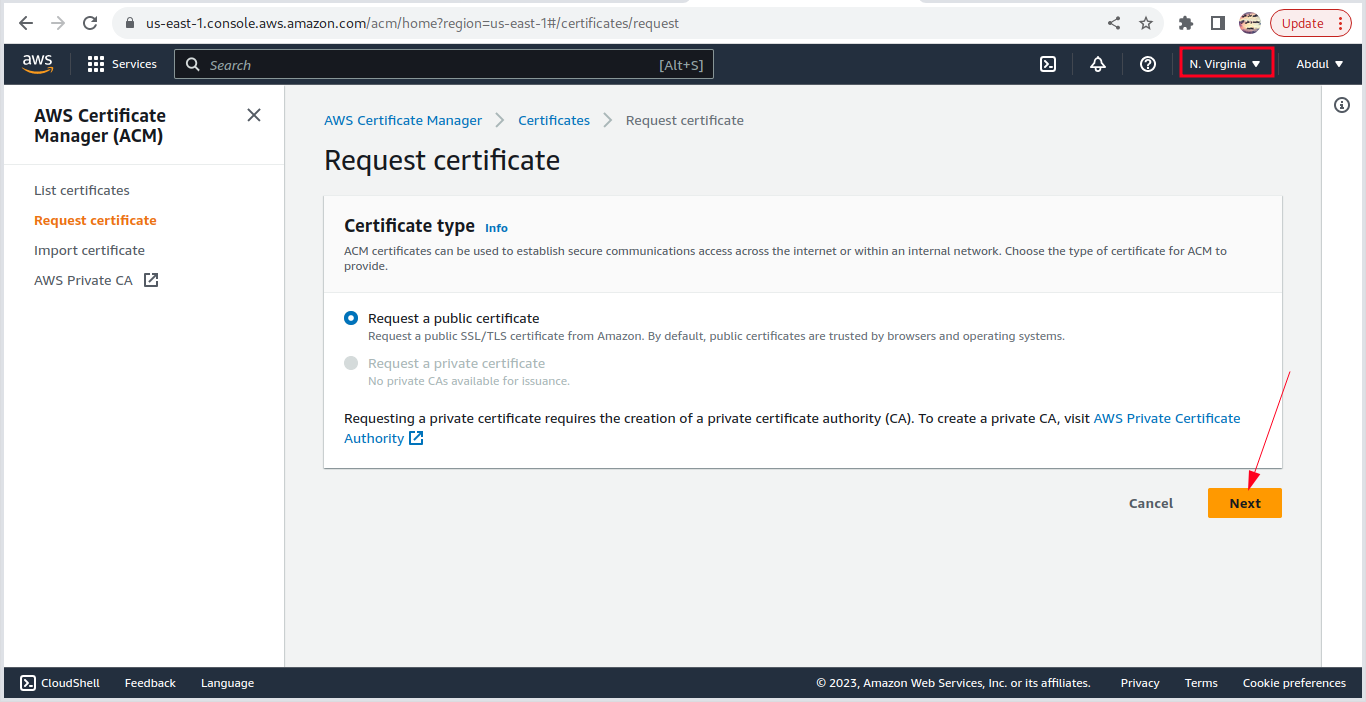 us-east-1.console.aws.amazon.com/acm/home?region=us-east-1#/certificates/request
Update
aws
Services
Search
[Alt+S]
N. Virginia
Abdul
AWS Certificate
Manager (ACM)
List certificates
Request certificate
Import certificate
AWS Private CA
AWS Certificate Manager
Certificates
Request certificate
Request certificate
Certificate type Info
ACM certificates can be used to establish secure communications access across the internet or within an internal network. Choose the type of certificate for ACM to
provide.
Request a public certificate
Request a public SSL/TLS certificate from Amazon. By default, public certificates are trusted by browsers and operating systems.
Request a private certificate
No private CAs available for issuance.
Requesting a private certificate requires the creation of a private certificate authority (CA). To create a private CA, visit AWS Private Certificate
Authority
Cancel
Next
CloudShell
Feedback
Language
© 2023, Amazon Web Services, Inc. or its affiliates.
Privacy
Terms
Cookie preferences